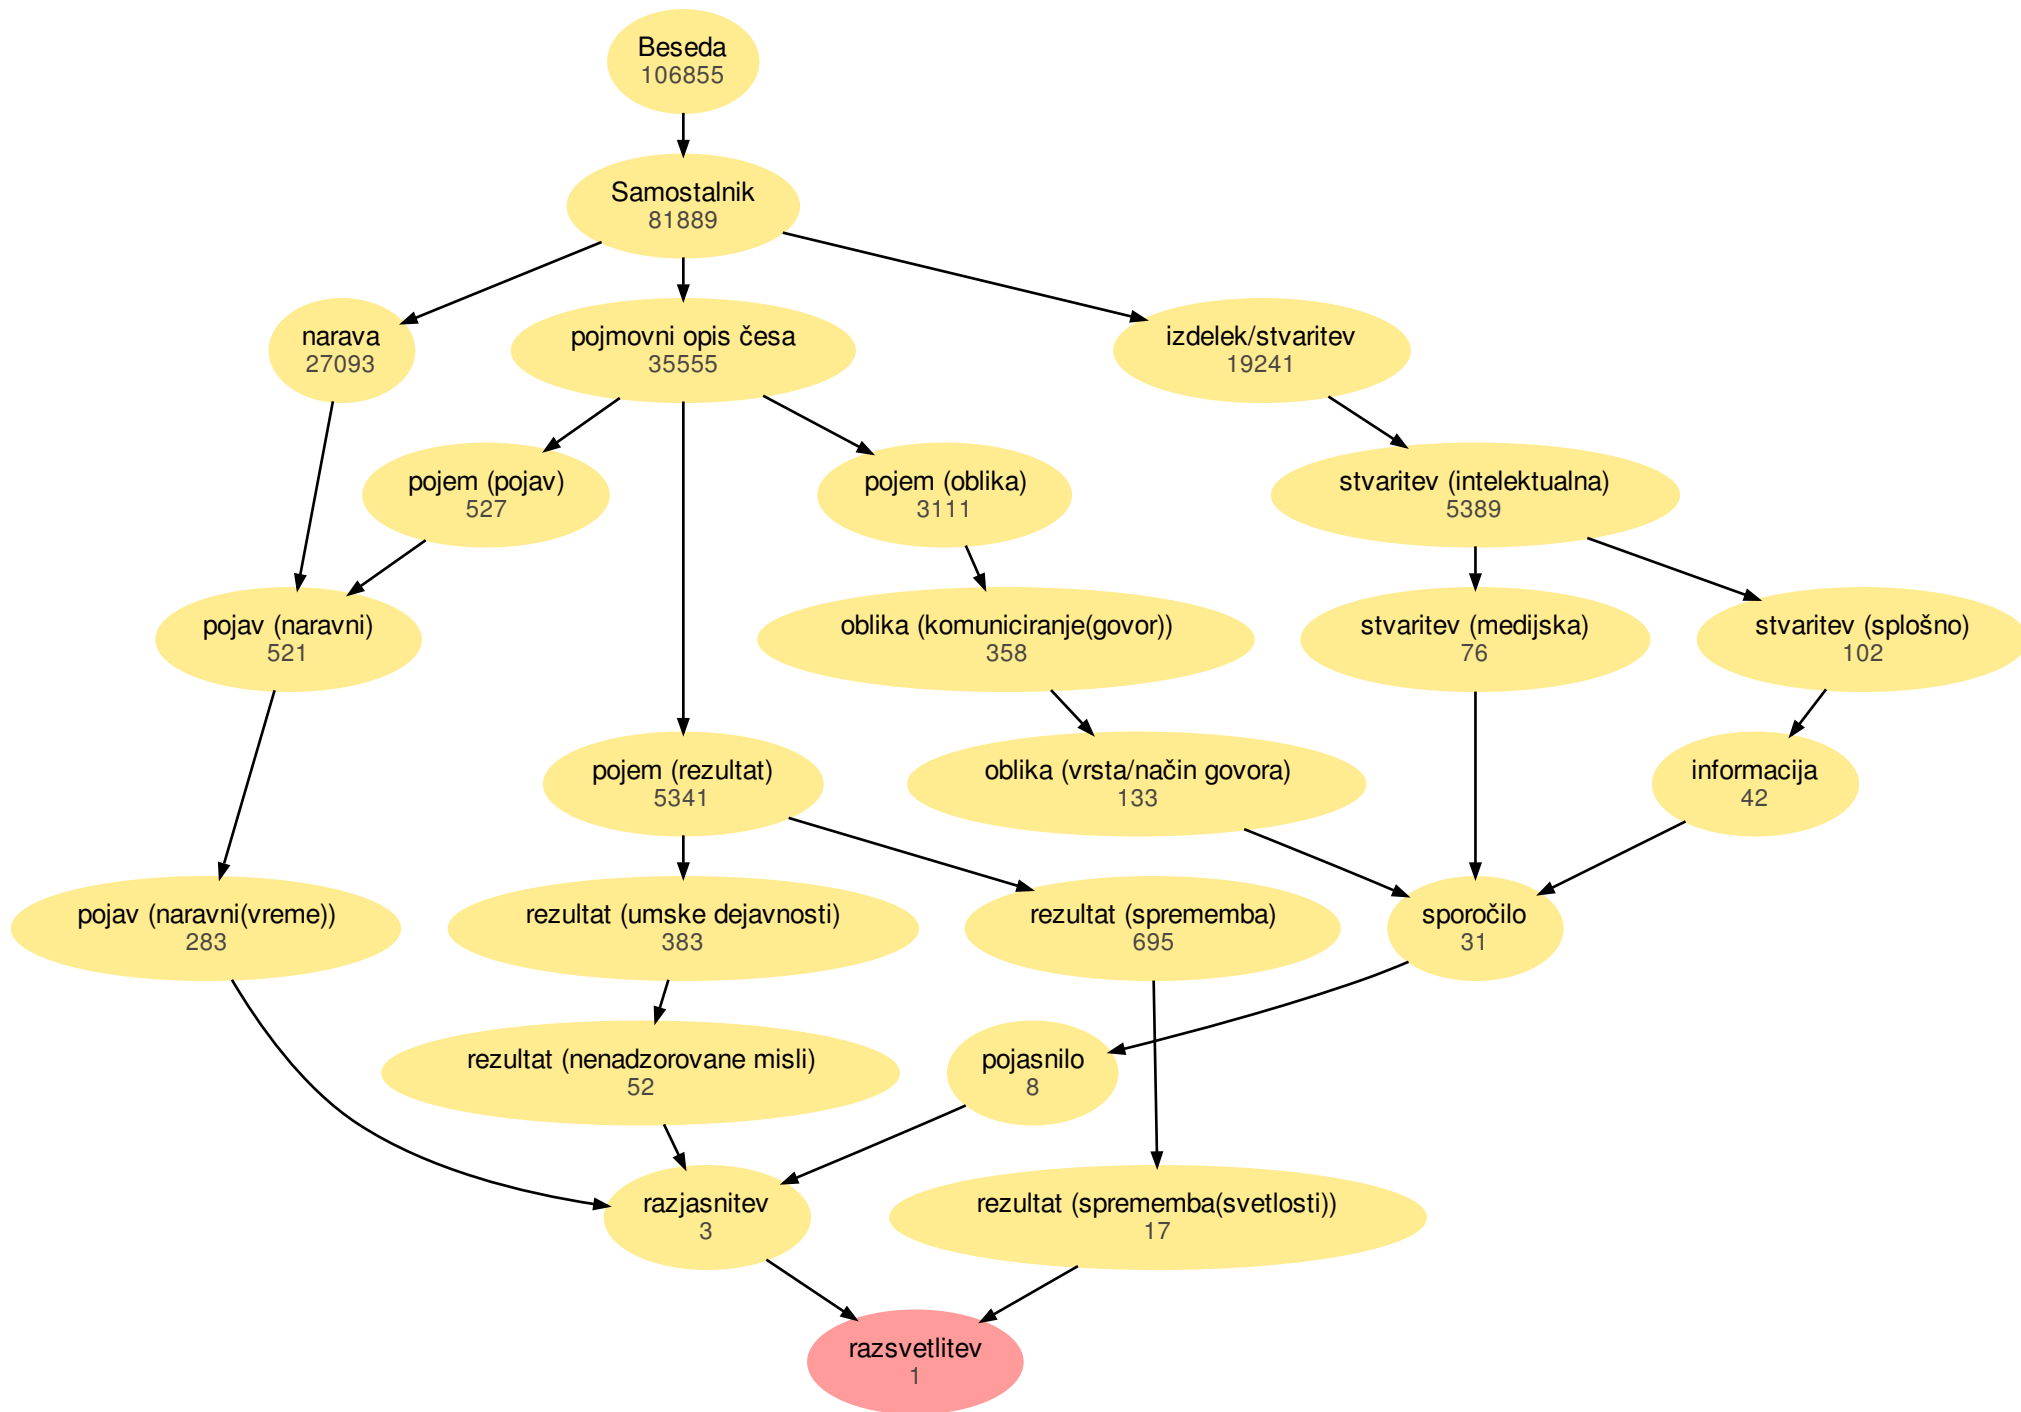 Beseda
106855
Samostalnik
81889
narava
27093
pojmovni opis česa
35555
izdelek/stvaritev
19241
pojem (pojav)
527
pojem (oblika)
3111
stvaritev (intelektualna)
5389
pojav (naravni)
521
oblika (komuniciranje(govor))
358
stvaritev (medijska)
76
stvaritev (splošno)
102
pojem (rezultat)
5341
oblika (vrsta/način govora)
133
informacija
42
pojav (naravni(vreme))
283
rezultat (umske dejavnosti)
383
rezultat (sprememba)
695
sporočilo
31
rezultat (nenadzorovane misli)
52
pojasnilo
8
razjasnitev
3
rezultat (sprememba(svetlosti))
17
razsvetlitev
1